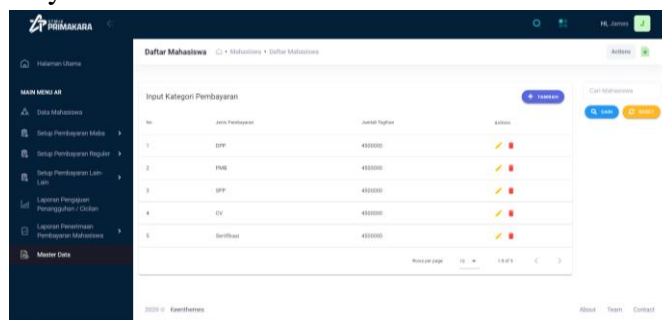 PRIMAKARA
Hi, James J
Daftar Mahasiswa • Mahasiswa • Daftar Mahasiswa
Actions
Halaman Utama
MAIN MENU AR
Data Mahasiswa
Setup Pembayaran Maba
Setup Pembayaran Reguler
Setup Pembayaran Lain-
Lain
Laporan Pengajuan
Penangguhan / Cicilan
Laporan Penerimaan
Pembayaran Mahasiswa
Master Data
Input Kategori Pembayaran
+ TAMBAH
No. Jenis Pembayaran Jumlah Tagihan Actions
1 DPP 4500000
2 PMB 4500000
3 SPP 4500000
4 CV 4500000
5 Sertifikasi 4500000
Rows per page 10 1-5 of 5
Cari Mahasiswa
CARI RESET
2020 © Keenthemes
About Team Contact